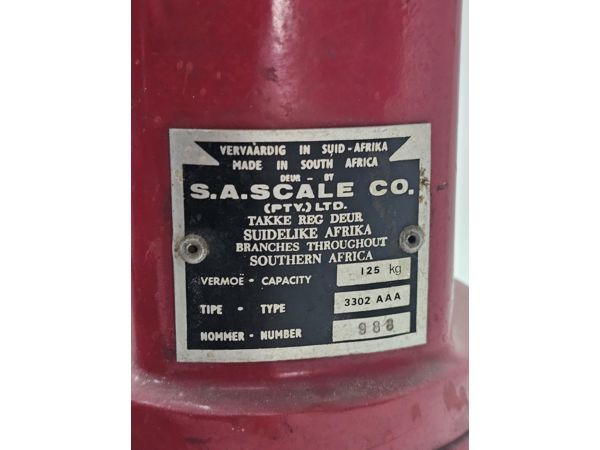 VERVAARDIG IN SUID-AFRIKA
MADE IN SOUTH AFRICA
DEUR - BY
S.A.SCALE CO.
(PTY.) LTD.
TAKKE REG DEUR
SUIDELIKE AFRIKA
BRANCHES THROUGHOUT
SOUTHERN AFRICA
VERMOË - CAPACITY 125 kg
TIPE - TYPE 3302 AAA
NOMMER - NUMBER 988